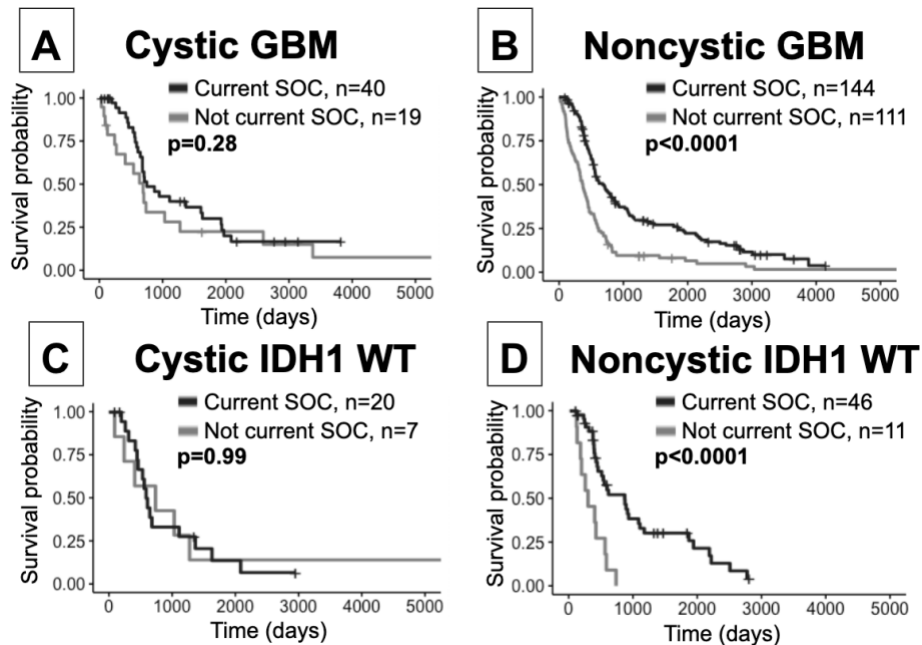 A
Cystic GBM
Current SOC, n=40
Not current SOC, n=19
p=0.28
Survival probability
1.00
0.75
0.50
0.25
0.00
0 1000 2000 3000 4000 5000
Time (days)
B
Noncystic GBM
Current SOC, n=144
Not current SOC, n=111
p<0.0001
Survival probability
1.00
0.75
0.50
0.25
0.00
0 1000 2000 3000 4000 5000
Time (days)
C
Cystic IDH1 WT
Current SOC, n=20
Not current SOC, n=7
p=0.99
Survival probability
1.00
0.75
0.50
0.25
0.00
0 1000 2000 3000 4000 5000
Time (days)
D
Noncystic IDH1 WT
Current SOC, n=46
Not current SOC, n=11
p<0.0001
Survival probability
1.00
0.75
0.50
0.25
0.00
0 1000 2000 3000 4000 5000
Time (days)